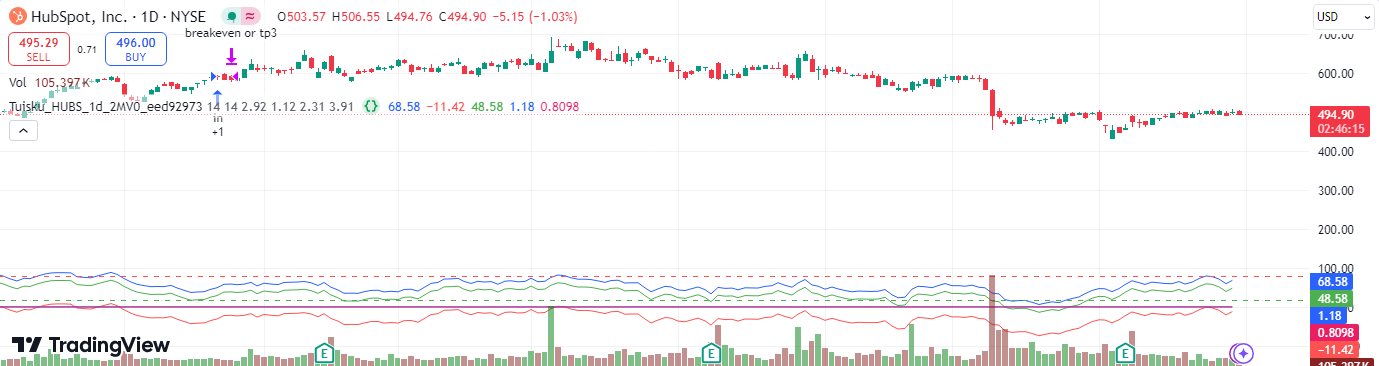 HubSpot, Inc. · 1D · NYSE
O503.57 H506.55 L494.76 C494.90 −5.15 (−1.03%)
USD
breakeven or tp3
700.00
495.29
SELL
0.71
496.00
BUY
600.00
Vol 105.397K
Tujsku_HUBS_1d_2MV0_eed92973 14 14 2.92 1.12 2.31 3.91 {} 68.58 −11.42 48.58 1.18 0.8098
in
+1
494.90
02:46:15
400.00
300.00
200.00
100.00
68.58
48.58
1.18
0.8098
−11.42
105.397K
TradingView
E
E
E